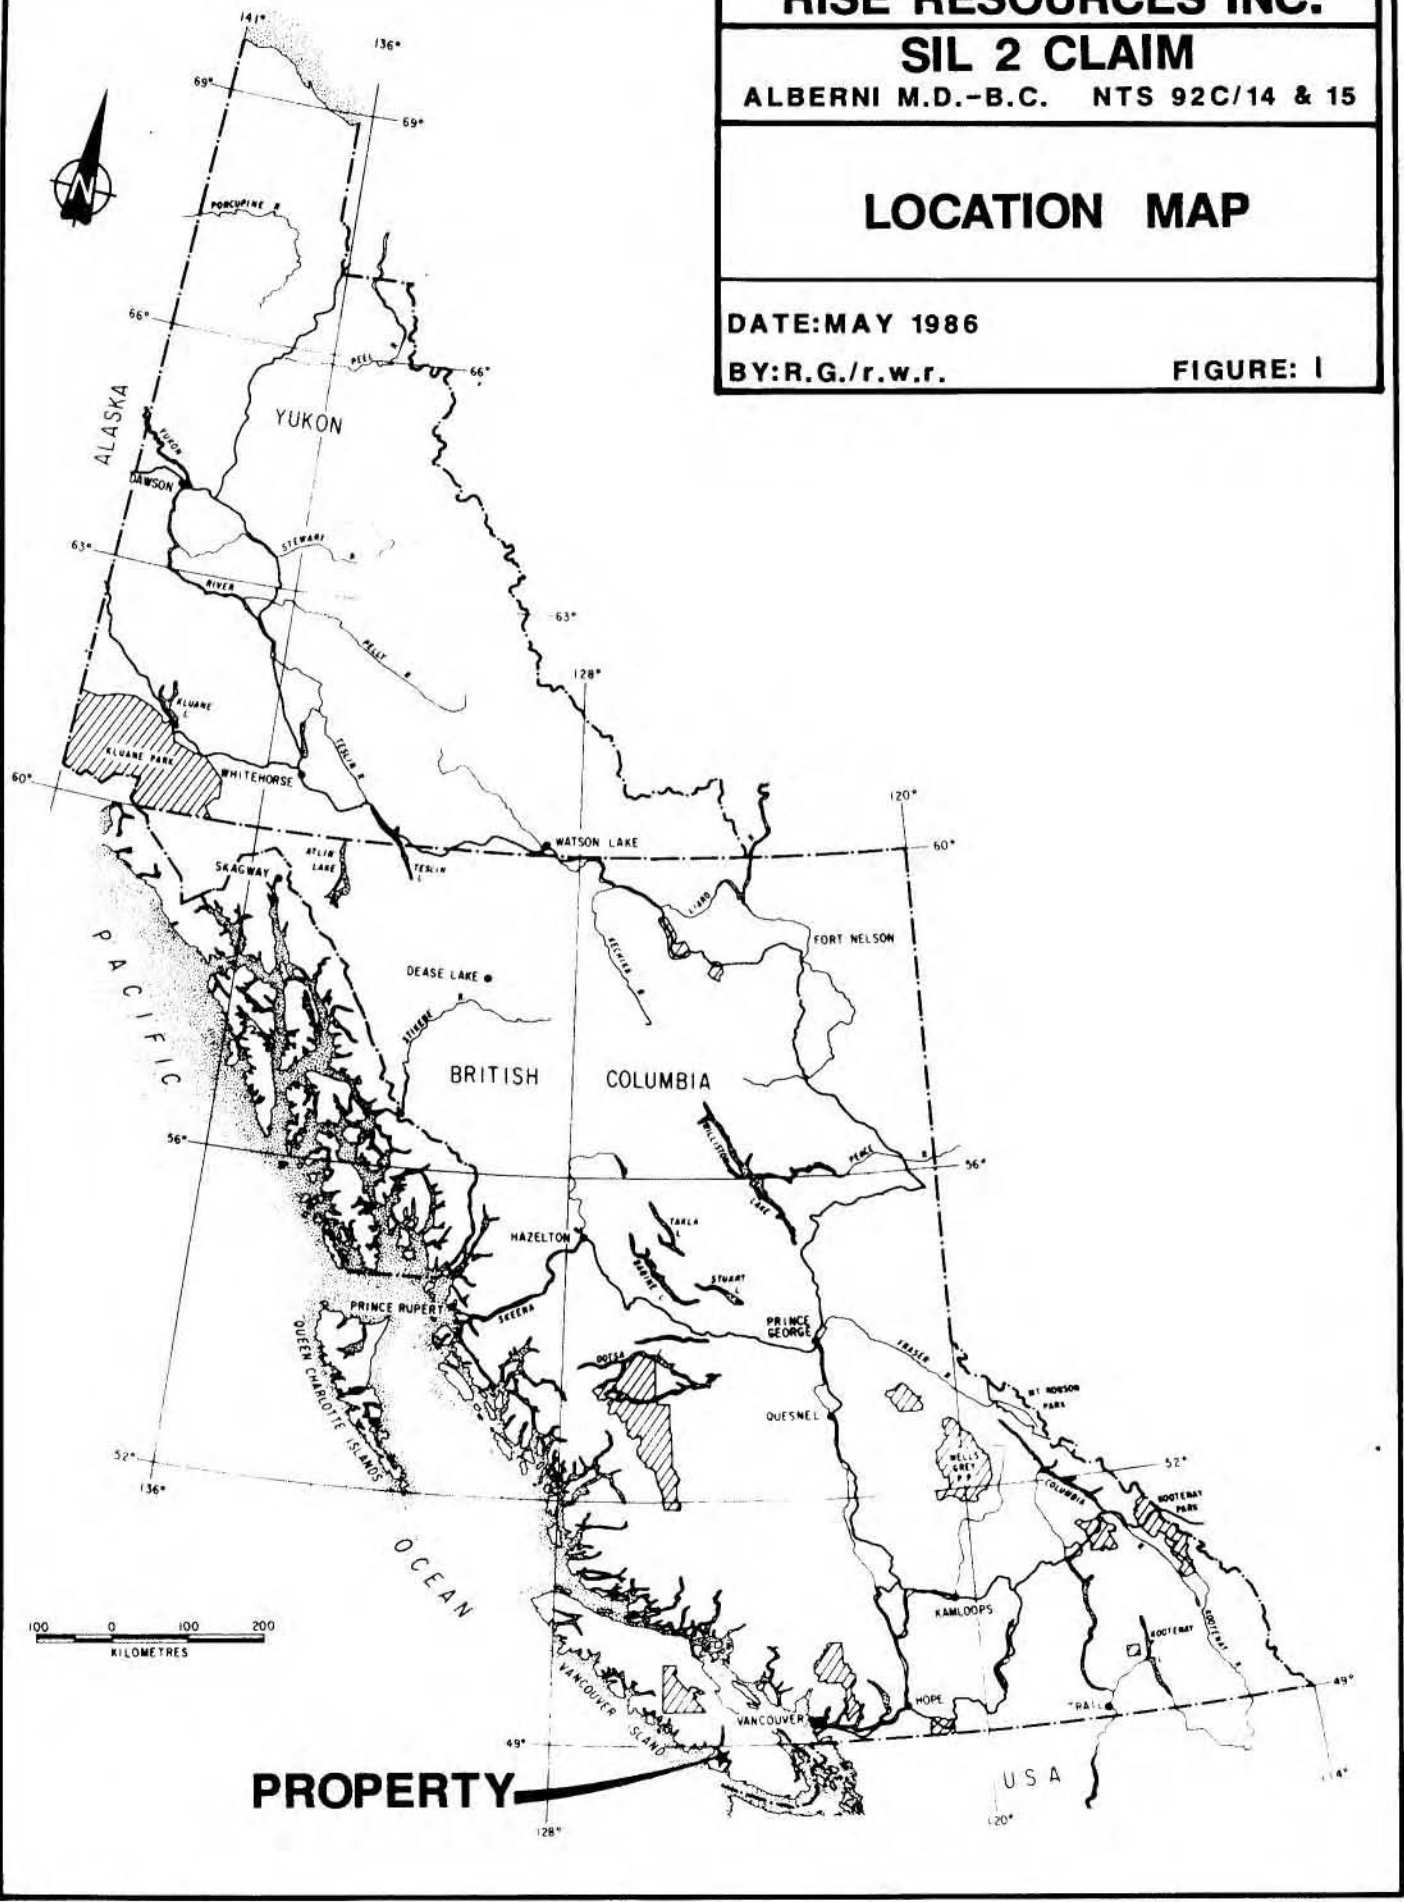 RISE RESOURCES INC.
SIL 2 CLAIM
ALBERNI M.D.-B.C. NTS 92C/14 & 15
LOCATION MAP
DATE:MAY 1986
BY:R.G./r.w.r. FIGURE: 1
141°
136°
69°
69°
N
PORCUPINE R
66°
PEEL R
66°
ALASKA
YUKON
YUKON
DAWSON
63°
STEWART R
RIVER
63°
PELLY R
128°
KLUANE
L
KLUANE PARK
TESLIN R
60°
WHITEHORSE
120°
WATSON LAKE
60°
SKAGWAY
ATLIN
LAKE
TESLIN
L
LIARD
R
FORT NELSON
PACIFIC
DEASE LAKE
KECHIKA R
STIKENE R
BRITISH COLUMBIA
56°
WILLISTON
LAKE
PEACE R
56°
HAZELTON
TAKLA
L
BABINE L
STUART
L
PRINCE RUPERT
SKEENA
PRINCE
GEORGE
QUEEN CHARLOTTE ISLANDS
OOTSA
FRASER R
MT ROBSON
PARK
QUESNEL
52°
136°
WELLS
GREY
P P
52°
COLUMBIA
R
KOOTENAY
PARK
OCEAN
100 0 100 200
KILOMETRES
KAMLOOPS
KOOTENAY
L
KOOTENAY R
VANCOUVER ISLAND
VANCOUVER
HOPE
TRAIL
49°
49°
PROPERTY
USA
128°
120°
114°